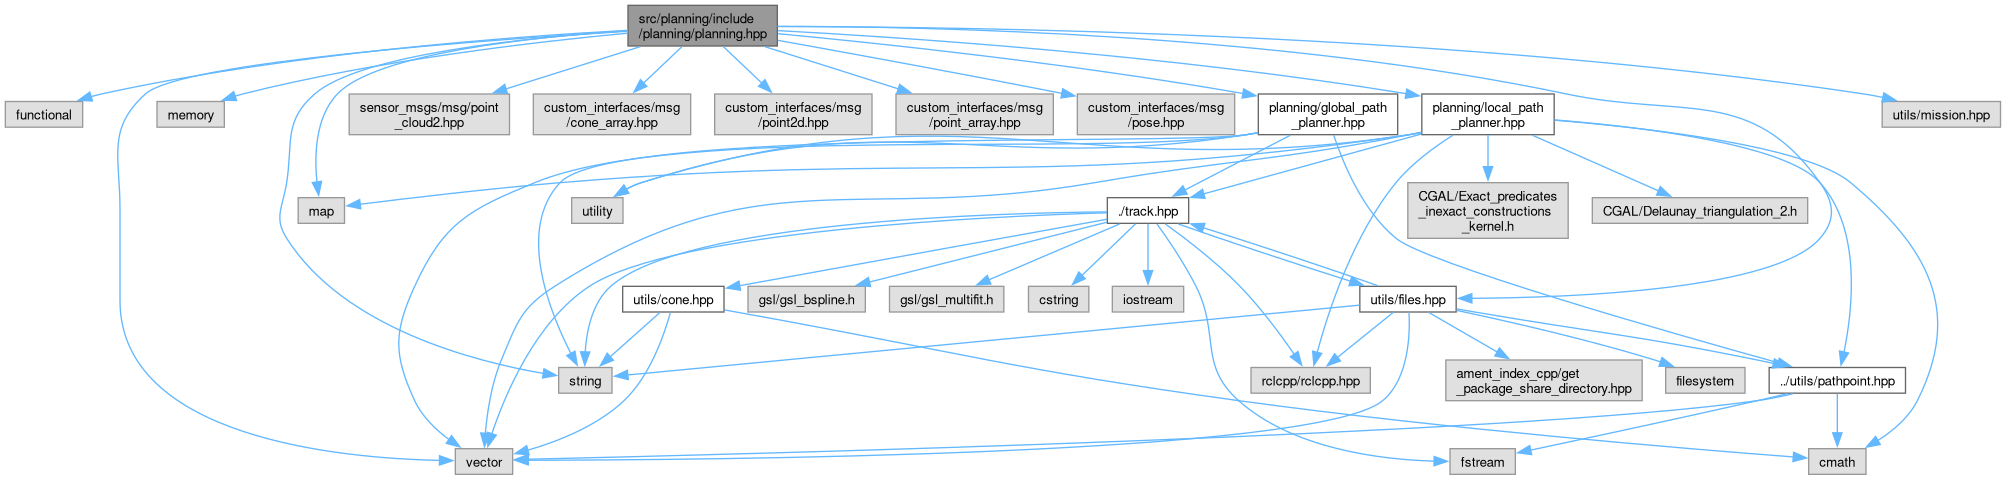 src/planning/include
/planning/planning.hpp
functional
memory
sensor_msgs/msg/point
_cloud2.hpp
custom_interfaces/msg
/cone_array.hpp
custom_interfaces/msg
/point2d.hpp
custom_interfaces/msg
/point_array.hpp
custom_interfaces/msg
/pose.hpp
planning/global_path
_planner.hpp
planning/local_path
_planner.hpp
utils/mission.hpp
map
utility
./track.hpp
CGAL/Exact_predicates
_inexact_constructions
_kernel.h
CGAL/Delaunay_triangulation_2.h
utils/cone.hpp
gsl/gsl_bspline.h
gsl/gsl_multifit.h
cstring
iostream
utils/files.hpp
string
rclcpp/rclcpp.hpp
ament_index_cpp/get
_package_share_directory.hpp
filesystem
../utils/pathpoint.hpp
vector
fstream
cmath